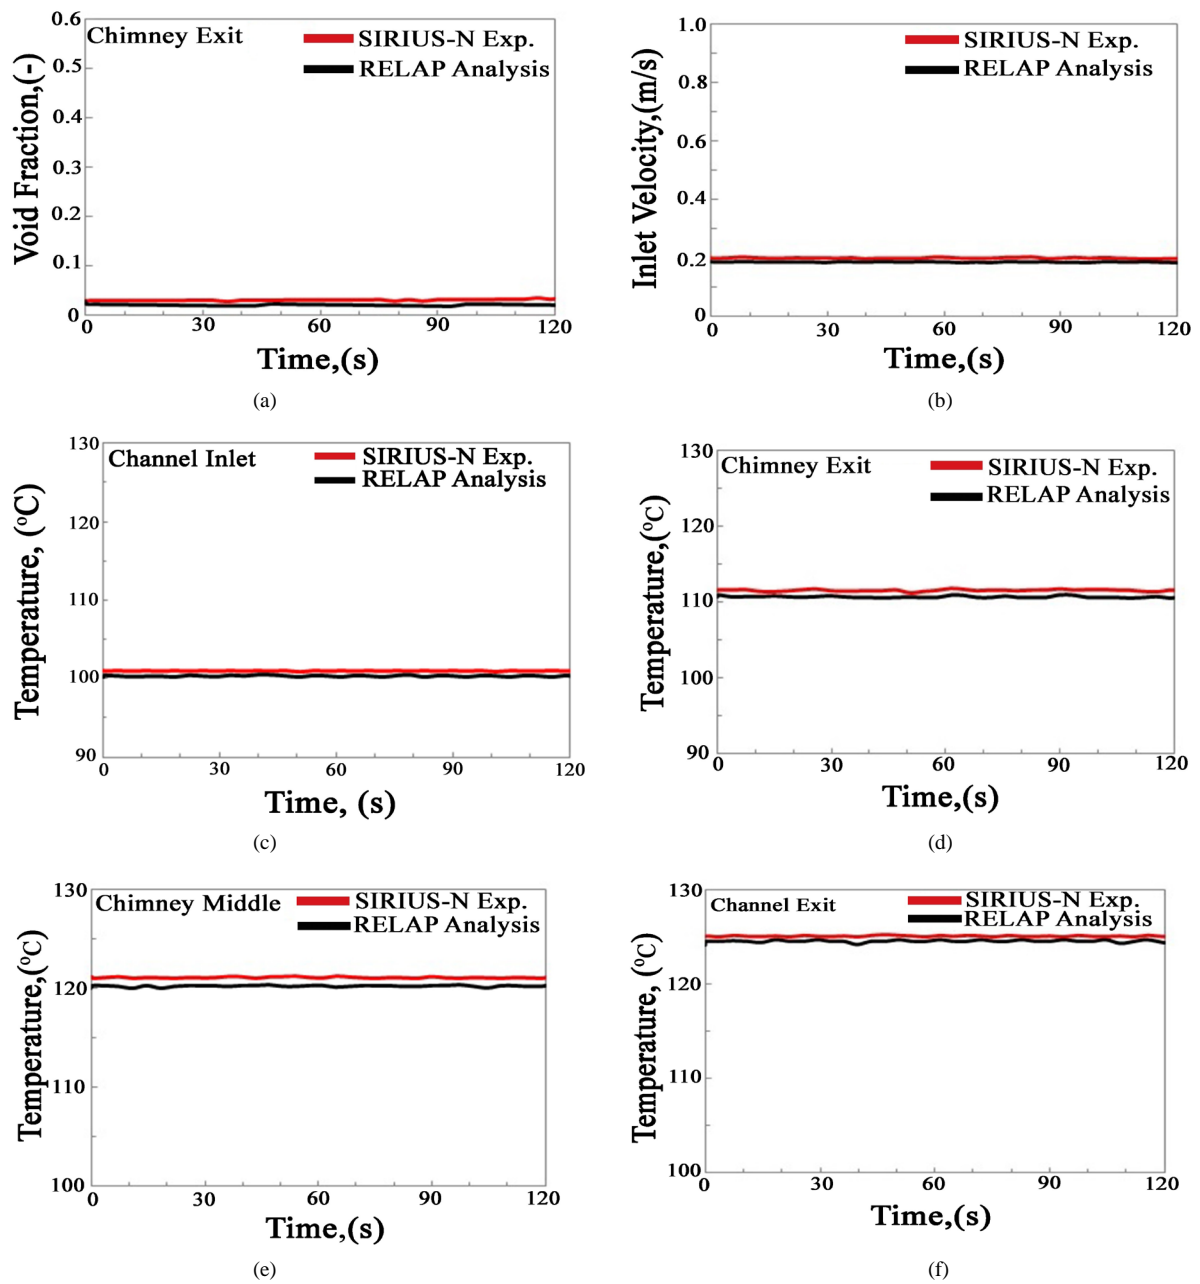 Chimney Exit
SIRIUS-N Exp.
RELAP Analysis
Void Fraction,(-)
0.6
0.5
0.4
0.3
0.2
0.1
0
0 30 60 90 120
Time,(s)
(a)
SIRIUS-N Exp.
RELAP Analysis
Inlet Velocity,(m/s)
1.0
0.8
0.6
0.4
0.2
0
0 30 60 90 120
Time,(s)
(b)
Channel Inlet
SIRIUS-N Exp.
RELAP Analysis
Temperature, (ºC)
130
120
110
100
90
0 30 60 90 120
Time, (s)
(c)
Chimney Exit
SIRIUS-N Exp.
RELAP Analysis
Temperature,(ºC)
130
120
110
100
90
0 30 60 90 120
Time,(s)
(d)
Chimney Middle
SIRIUS-N Exp.
RELAP Analysis
Temperature,(ºC)
130
120
110
100
0 30 60 90 120
Time,(s)
(e)
Channel Exit
SIRIUS-N Exp.
RELAP Analysis
Temperature, (ºC)
130
120
110
100
0 30 60 90 120
Time,(s)
(f)